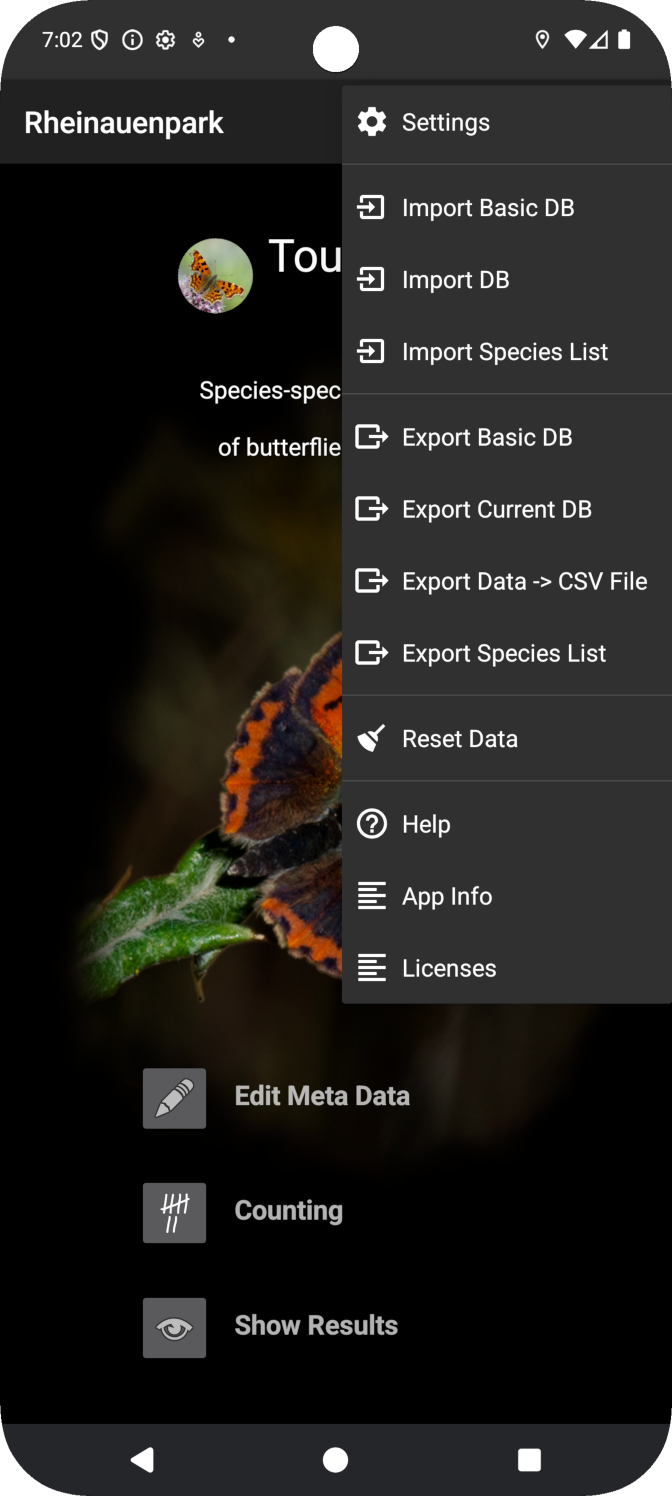 7:02
Rheinauenpark
Settings
Import Basic DB
Import DB
Import Species List
Export Basic DB
Export Current DB
Export Data -> CSV File
Export Species List
Reset Data
Help
App Info
Licenses
Tou
Species-spec
of butterflie
Edit Meta Data
Counting
Show Results